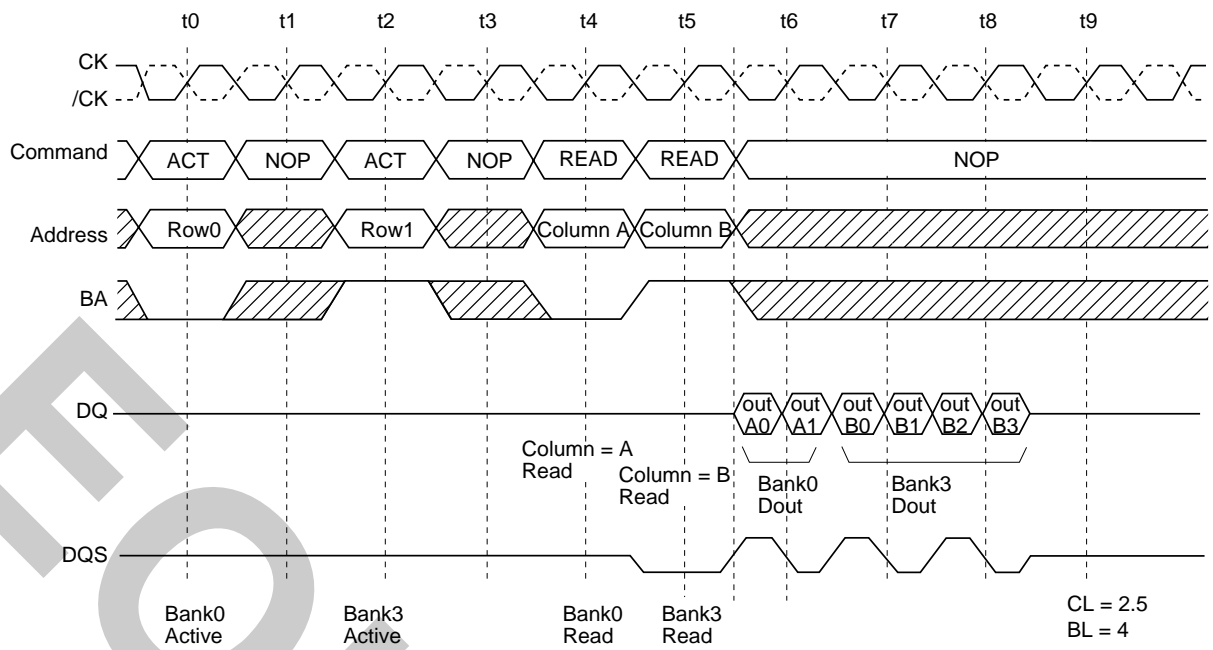 t0 t1 t2 t3 t4 t5 t6 t7 t8 t9
CK
/CK
Command ACT NOP ACT NOP READ READ NOP
Address Row0 Row1 Column A Column B
BA
DQ out A0 out A1 out B0 out B1 out B2 out B3
Column = A
Read
Column = B
Read
Bank0
Dout
Bank3
Dout
DQS
Bank0
Active
Bank3
Active
Bank0
Read
Bank3
Read
CL = 2.5
BL = 4